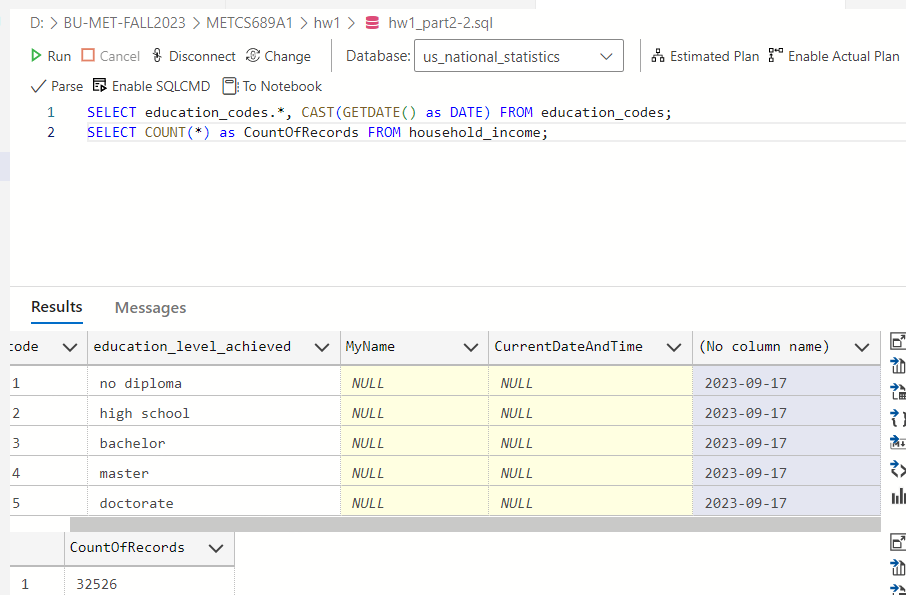 D: > BU-MET-FALL2023 > METCS689A1 > hw1 > hw1_part2-2.sql
Run Cancel Disconnect Change Database: us_national_statistics Estimated Plan Enable Actual Plan
Parse Enable SQLCMD To Notebook
1 SELECT education_codes.*, CAST(GETDATE() as DATE) FROM education_codes;
2 SELECT COUNT(*) as CountOfRecords FROM household_income;
Results Messages
code education_level_achieved MyName CurrentDateAndTime (No column name)
1 no diploma NULL NULL 2023-09-17
2 high school NULL NULL 2023-09-17
3 bachelor NULL NULL 2023-09-17
4 master NULL NULL 2023-09-17
5 doctorate NULL NULL 2023-09-17
CountOfRecords
1 32526